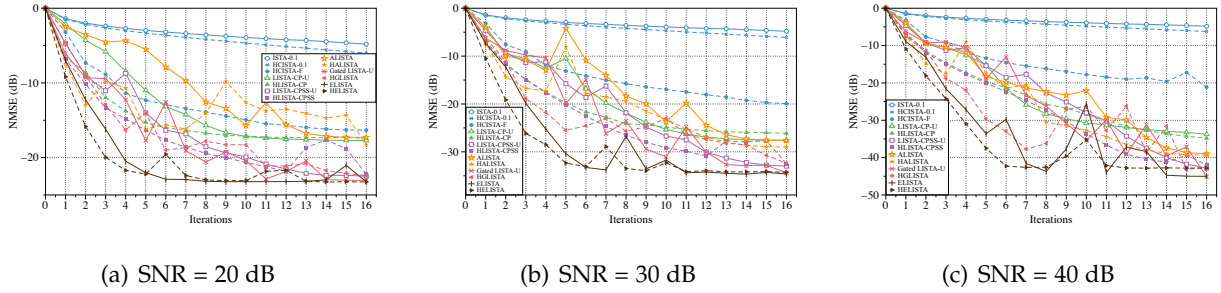 0
−10
−20
NMSE (dB)
0 1 2 3 4 5 6 7 8 9 10 11 12 13 14 15 16
Iterations
ISTA-0.1
HCISTA-0.1
HCISTA-F
LISTA-CP-U
HLISTA-CP
LISTA-CPSS-U
HLISTA-CPSS
ALISTA
HALISTA
Gated LISTA-U
HGLISTA
ELISTA
HELISTA
(a) SNR = 20 dB
0
−10
−20
−30
NMSE (dB)
0 1 2 3 4 5 6 7 8 9 10 11 12 13 14 15 16
Iterations
ISTA-0.1
HCISTA-0.1
HCISTA-F
LISTA-CP-U
HLISTA-CP
LISTA-CPSS-U
HLISTA-CPSS
ALISTA
HALISTA
Gated LISTA-U
HGLISTA
ELISTA
HELISTA
(b) SNR = 30 dB
0
−10
−20
−30
−40
−50
NMSE (dB)
0 1 2 3 4 5 6 7 8 9 10 11 12 13 14 15 16
Iterations
ISTA-0.1
HCISTA-0.1
HCISTA-F
LISTA-CP-U
HLISTA-CP
LISTA-CPSS-U
HLISTA-CPSS
ALISTA
HALISTA
Gated LISTA-U
HGLISTA
ELISTA
HELISTA
(c) SNR = 40 dB